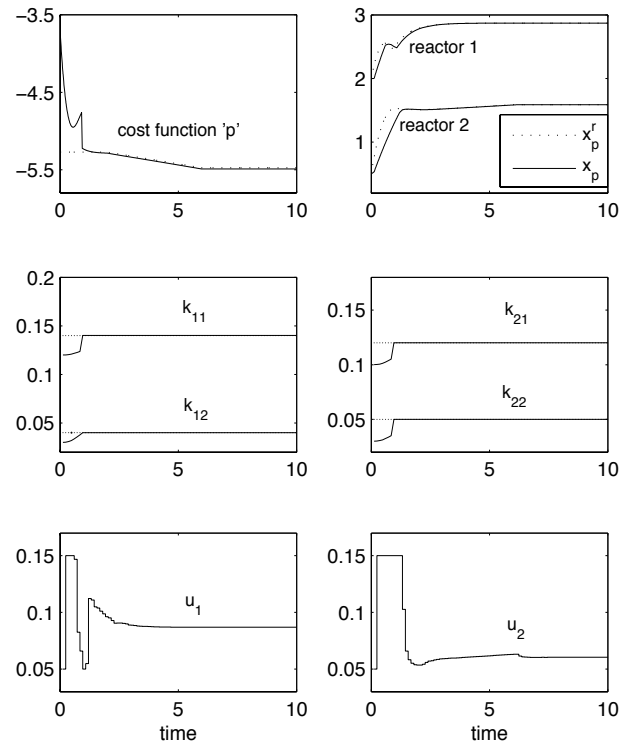 −3.5
−4.5
−5.5
cost function 'p'
0 5 10
3
2
1
reactor 1
reactor 2
x_p^r
x_p
0 5 10
0.2
0.15
0.1
0.05
k_11
k_12
0 5 10
0.15
0.1
0.05
k_21
k_22
0 5 10
0.15
0.1
0.05
u_1
0 5 10
time
0.15
0.1
0.05
u_2
0 5 10
time